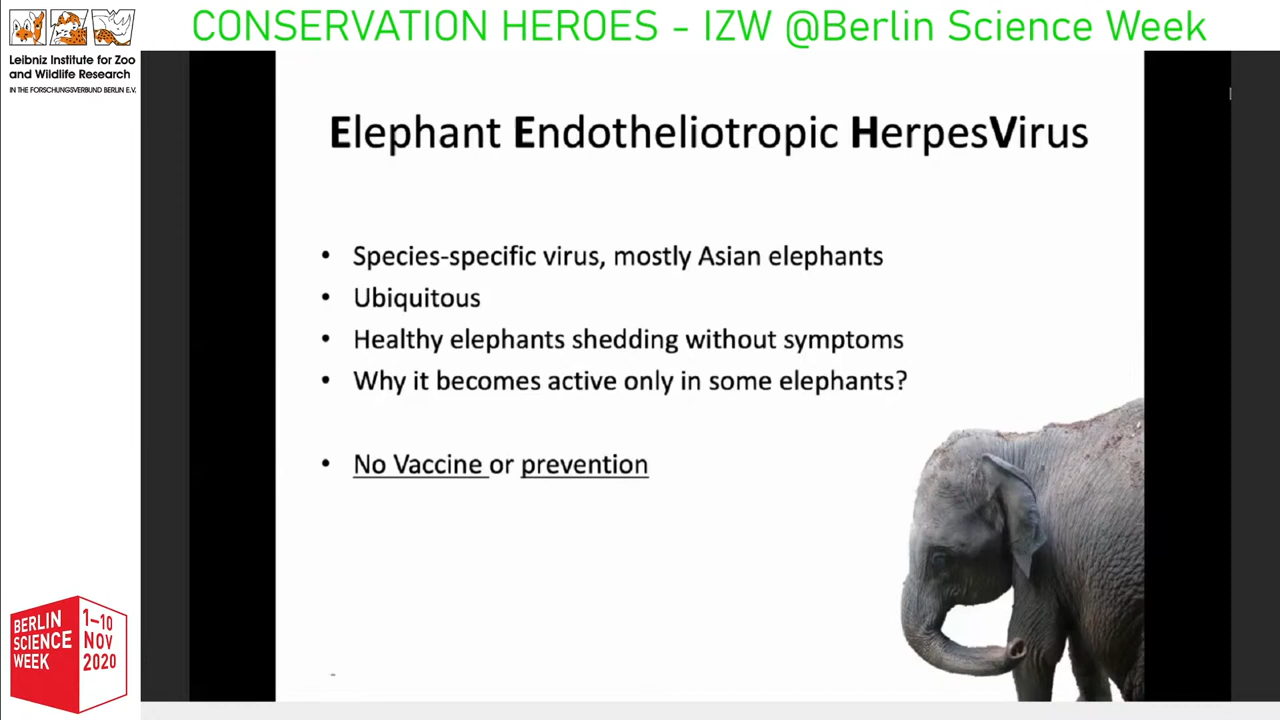 CONSERVATION HEROES - IZW @Berlin Science Week
Leibniz Institute for Zoo
and Wildlife Research
IN THE FORSCHUNGSVERBUND BERLIN E.V.
Elephant Endotheliotropic HerpesVirus
• Species-specific virus, mostly Asian elephants
• Ubiquitous
• Healthy elephants shedding without symptoms
• Why it becomes active only in some elephants?
• No Vaccine or prevention
BERLIN
SCIENCE
WEEK
1–10
NOV
2020